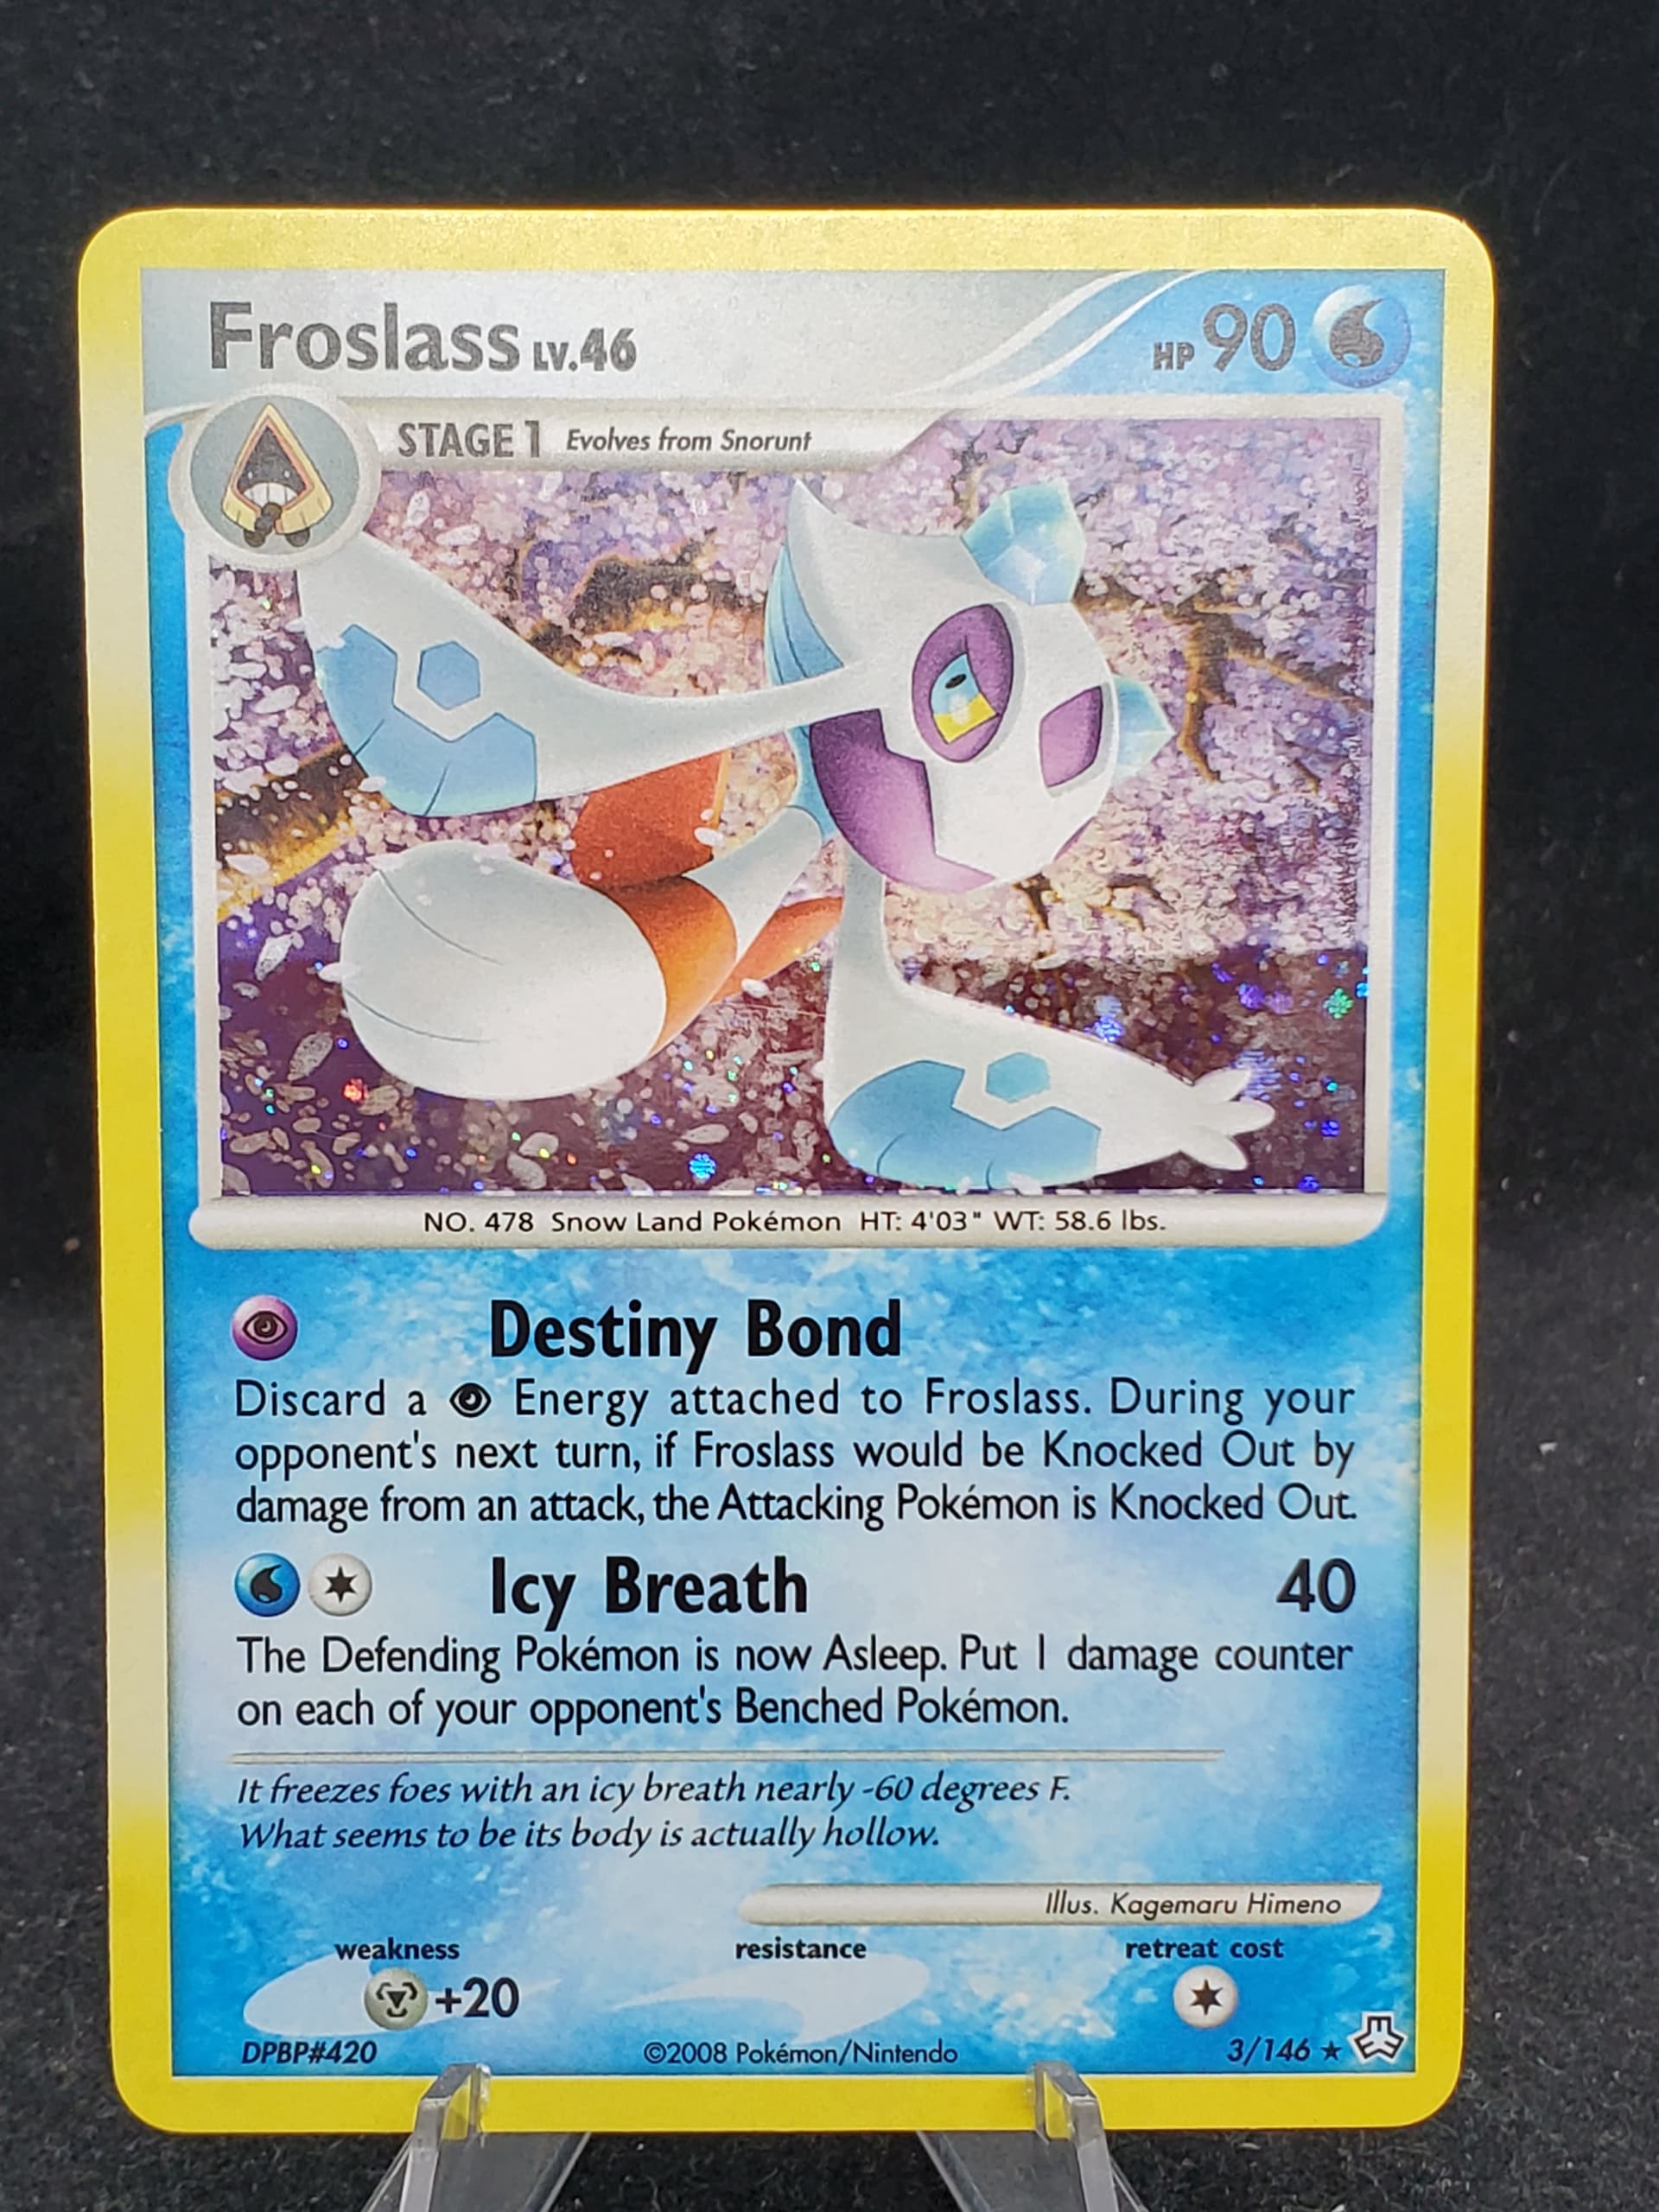 Froslass LV.46
HP 90
STAGE 1 Evolves from Snorunt
NO. 478 Snow Land Pokémon HT: 4'03" WT: 58.6 lbs.
Destiny Bond
Discard a Energy attached to Froslass. During your
opponent's next turn, if Froslass would be Knocked Out by
damage from an attack, the Attacking Pokémon is Knocked Out.
Icy Breath 40
The Defending Pokémon is now Asleep. Put 1 damage counter
on each of your opponent's Benched Pokémon.
It freezes foes with an icy breath nearly -60 degrees F.
What seems to be its body is actually hollow.
Illus. Kagemaru Himeno
weakness resistance retreat cost
+20
DPBP#420 ©2008 Pokémon/Nintendo 3/146 ★